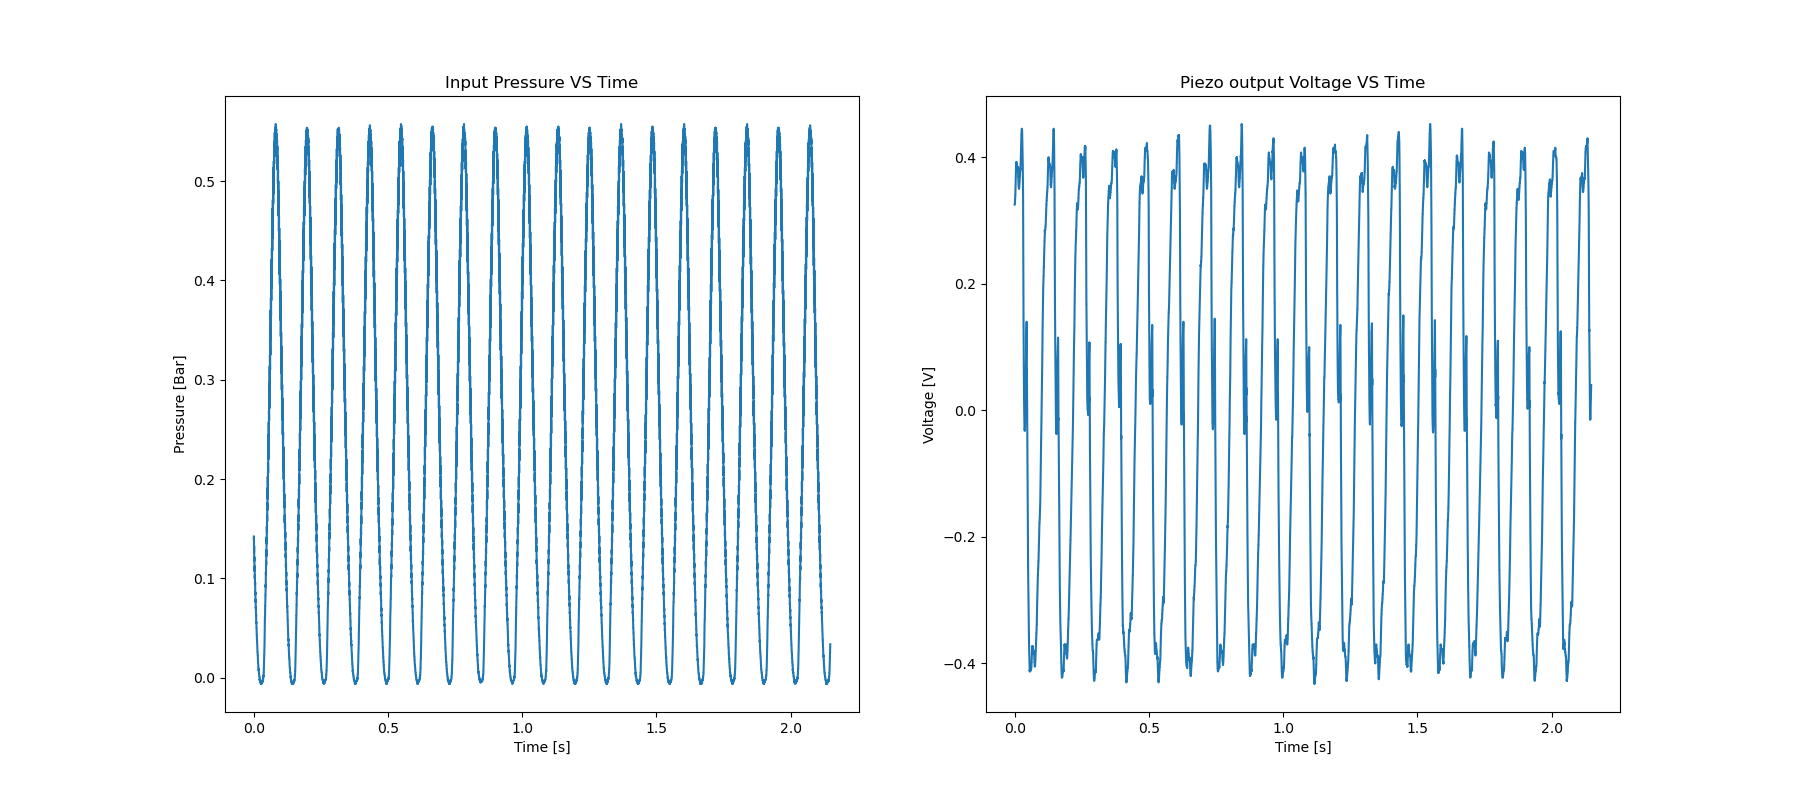 Input Pressure VS Time
Pressure [Bar]
0.5
0.4
0.3
0.2
0.1
0.0
0.0 0.5 1.0 1.5 2.0
Time [s]
Piezo output Voltage VS Time
Voltage [V]
0.4
0.2
0.0
−0.2
−0.4
0.0 0.5 1.0 1.5 2.0
Time [s]